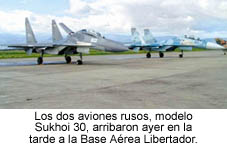 Los dos aviones rusos, modelo
Sukhoi 30, arribaron ayer en la
tarde a la Base Aérea Libertador.